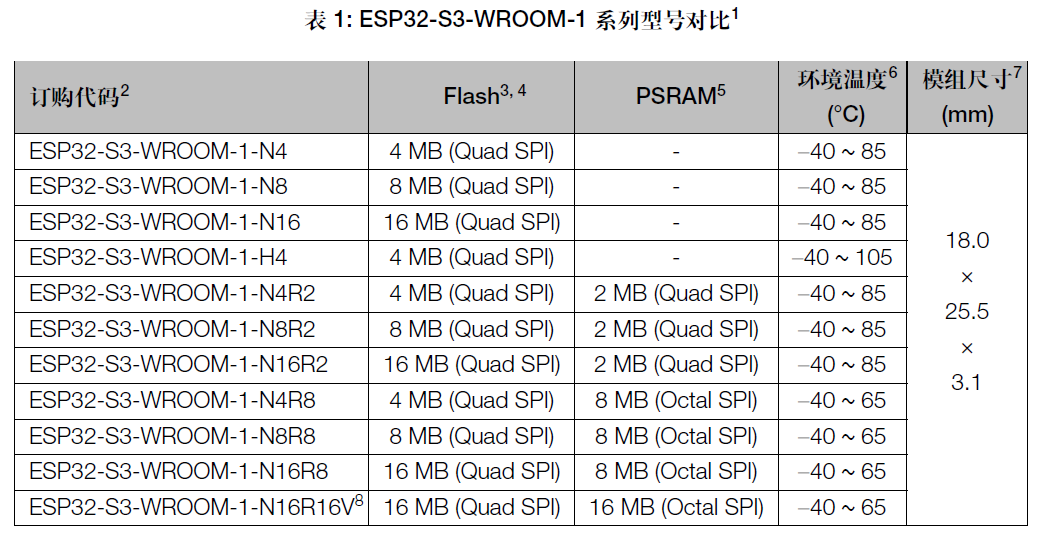 表 1: ESP32-S3-WROOM-1 系列型号对比1
订购代码2 Flash3, 4 PSRAM5 环境温度6 (°C) 模组尺寸7 (mm)
ESP32-S3-WROOM-1-N4 4 MB (Quad SPI) - –40 ~ 85
ESP32-S3-WROOM-1-N8 8 MB (Quad SPI) - –40 ~ 85
ESP32-S3-WROOM-1-N16 16 MB (Quad SPI) - –40 ~ 85
ESP32-S3-WROOM-1-H4 4 MB (Quad SPI) - –40 ~ 105
ESP32-S3-WROOM-1-N4R2 4 MB (Quad SPI) 2 MB (Quad SPI) –40 ~ 85
ESP32-S3-WROOM-1-N8R2 8 MB (Quad SPI) 2 MB (Quad SPI) –40 ~ 85
ESP32-S3-WROOM-1-N16R2 16 MB (Quad SPI) 2 MB (Quad SPI) –40 ~ 85
ESP32-S3-WROOM-1-N4R8 4 MB (Quad SPI) 8 MB (Octal SPI) –40 ~ 65
ESP32-S3-WROOM-1-N8R8 8 MB (Quad SPI) 8 MB (Octal SPI) –40 ~ 65
ESP32-S3-WROOM-1-N16R8 16 MB (Quad SPI) 8 MB (Octal SPI) –40 ~ 65
ESP32-S3-WROOM-1-N16R16V8 16 MB (Quad SPI) 16 MB (Octal SPI) –40 ~ 65
18.0
×
25.5
×
3.1